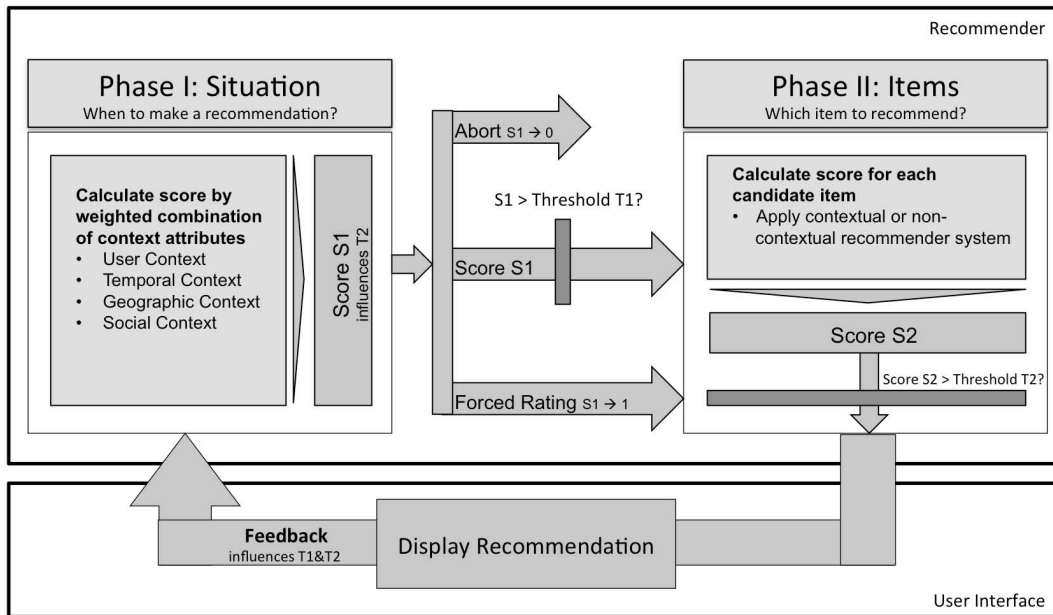 Recommender
Phase I: Situation
When to make a recommendation?
Calculate score by
weighted combination
of context attributes
• User Context
• Temporal Context
• Geographic Context
• Social Context
Score S1
influences T2
Abort S1 → 0
S1 > Threshold T1?
Score S1
Forced Rating S1 → 1
Phase II: Items
Which item to recommend?
Calculate score for each
candidate item
• Apply contextual or non-
contextual recommender system
Score S2
Score S2 > Threshold T2?
Feedback
influences T1&T2
Display Recommendation
User Interface